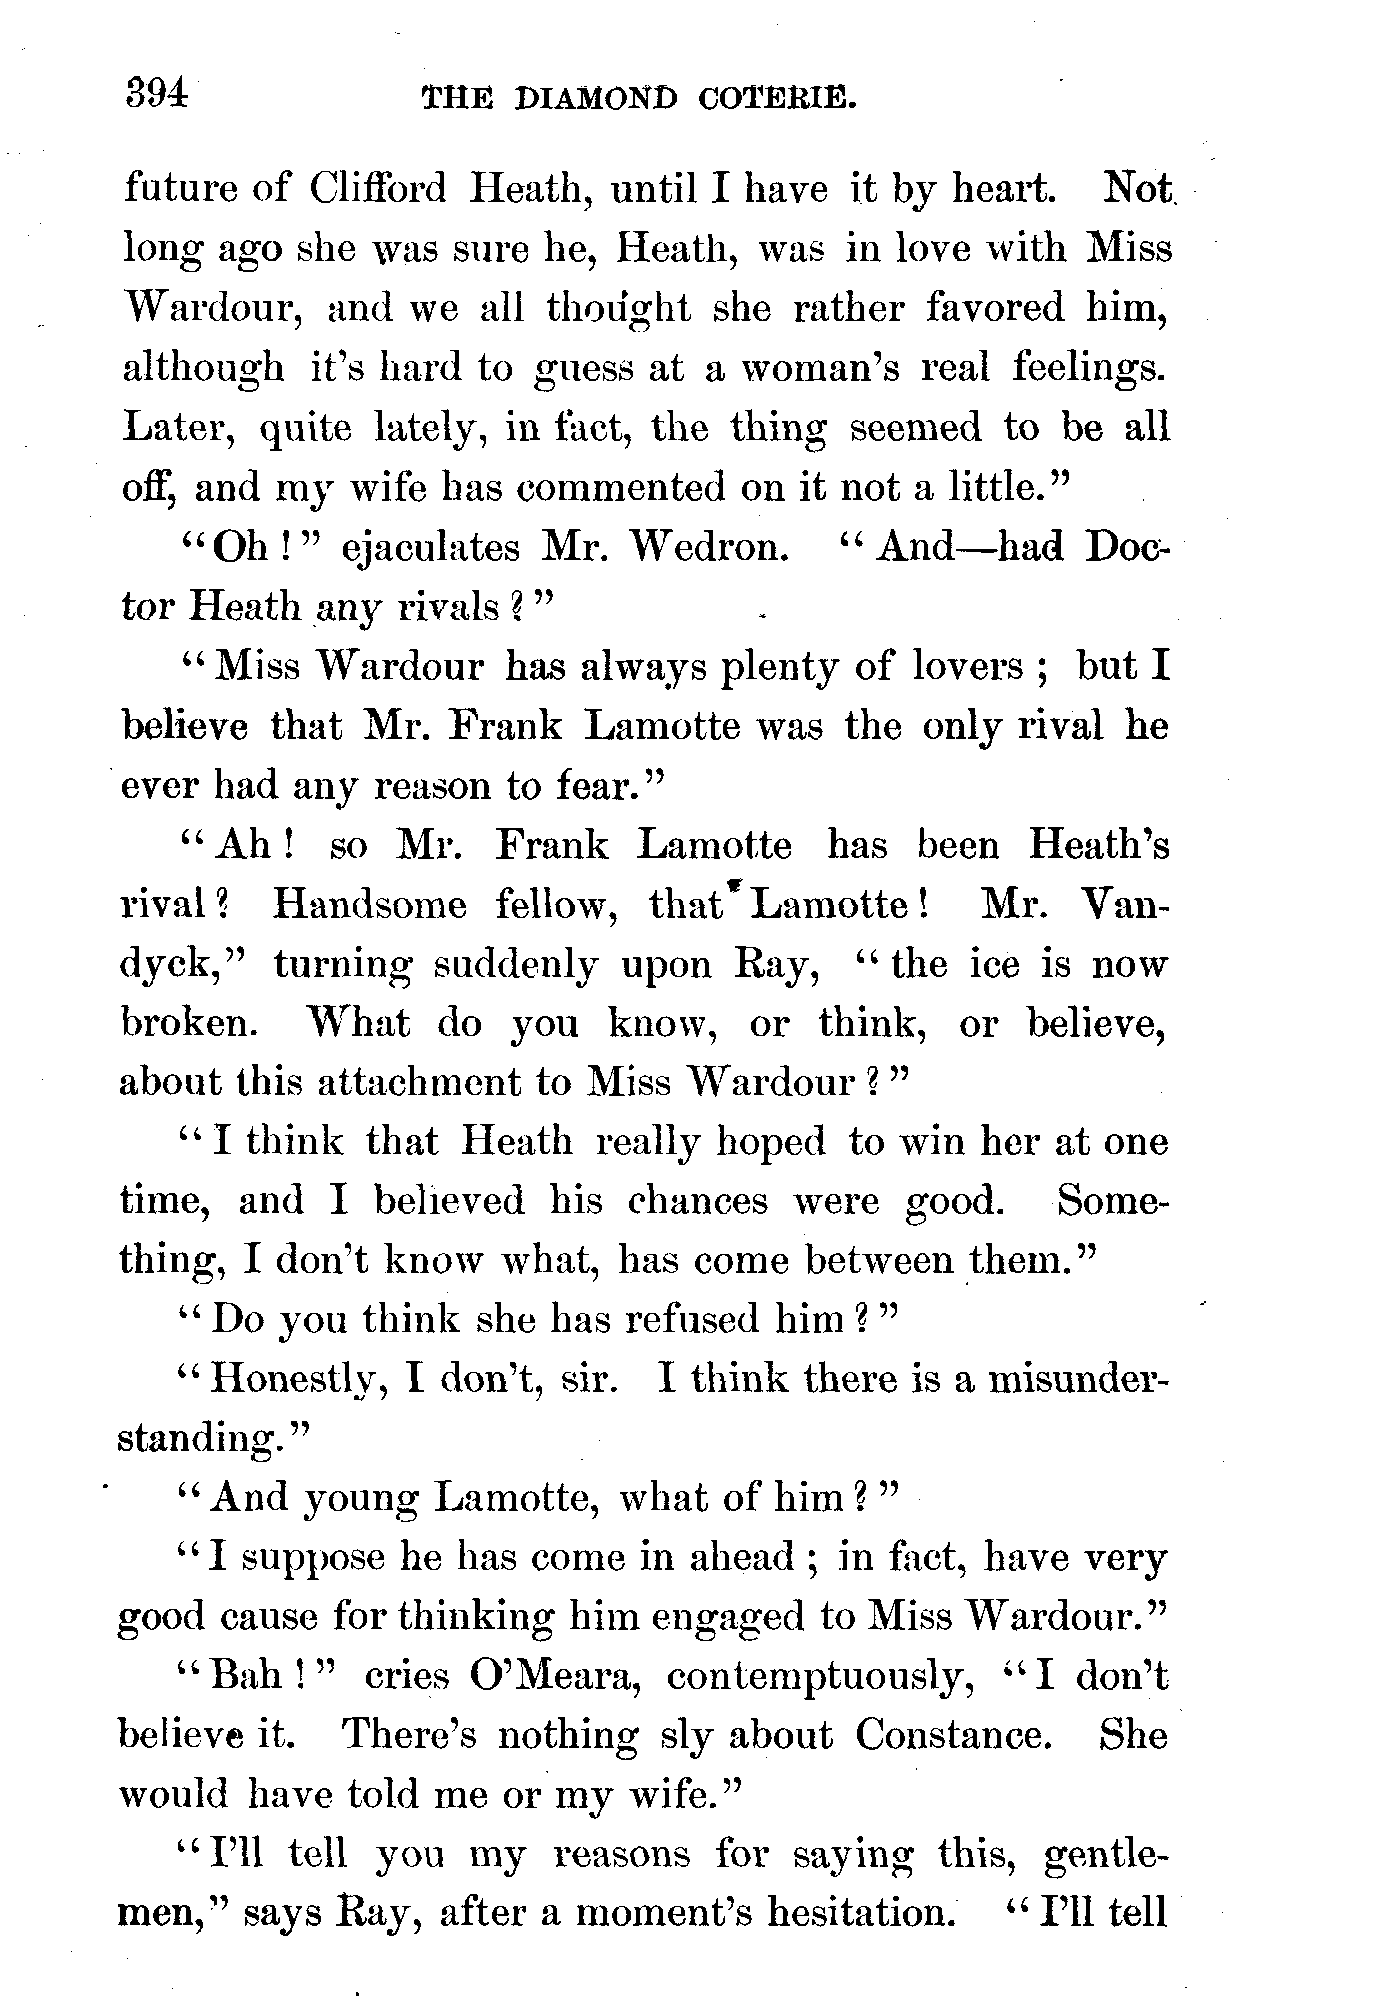 394 THE DIAMOND COTERIE.
future of Clifford Heath, until I have it by heart. Not
long ago she was sure he, Heath, was in love with Miss
Wardour, and we all thought she rather favored him,
although it's hard to guess at a woman's real feelings.
Later, quite lately, in fact, the thing seemed to be all
off, and my wife has commented on it not a little."
"Oh!" ejaculates Mr. Wedron. "And—had Doc-
tor Heath any rivals?"
"Miss Wardour has always plenty of lovers; but I
believe that Mr. Frank Lamotte was the only rival he
ever had any reason to fear."
"Ah! so Mr. Frank Lamotte has been Heath's
rival? Handsome fellow, that Lamotte! Mr. Van-
dyck," turning suddenly upon Ray, "the ice is now
broken. What do you know, or think, or believe,
about this attachment to Miss Wardour?"
"I think that Heath really hoped to win her at one
time, and I believed his chances were good. Some-
thing, I don't know what, has come between them."
"Do you think she has refused him?"
"Honestly, I don't, sir. I think there is a misunder-
standing."
"And young Lamotte, what of him?"
"I suppose he has come in ahead; in fact, have very
good cause for thinking him engaged to Miss Wardour."
"Bah!" cries O'Meara, contemptuously, "I don't
believe it. There's nothing sly about Constance. She
would have told me or my wife."
"I'll tell you my reasons for saying this, gentle-
men," says Ray, after a moment's hesitation. "I'll tell